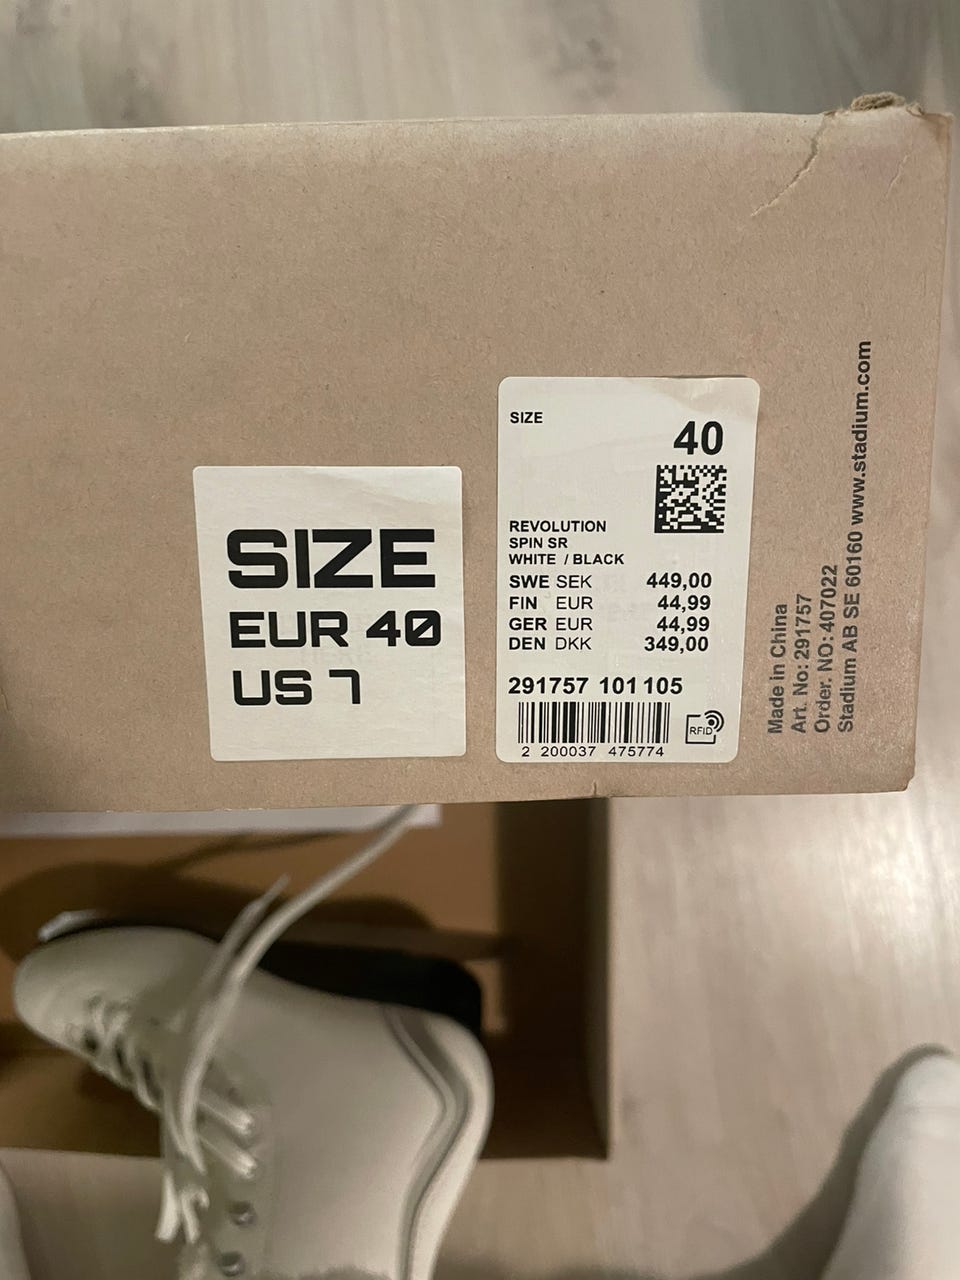 SIZE
EUR 40
US 7
SIZE
40
REVOLUTION
SPIN SR
WHITE / BLACK
SWE SEK 449,00
FIN EUR 44,99
GER EUR 44,99
DEN DKK 349,00
291757 101 105
2 200037 475774
RFID
Made in China
Art. No: 291757
Order. NO: 407022
Stadium AB SE 60160 www.stadium.com